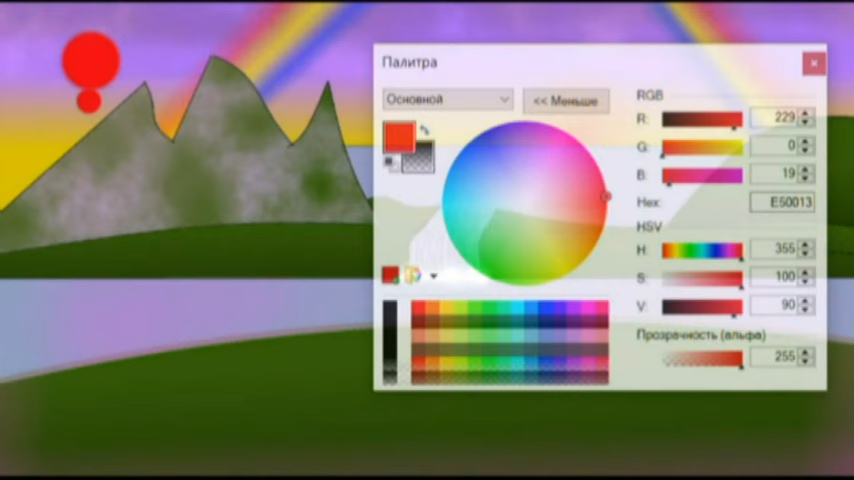 Палитра
Основной
<< Меньше
RGB
R: 229
G: 0
B: 19
Hex: E50013
HSV
H: 355
S: 100
V: 90
Прозрачность (альфа)
255